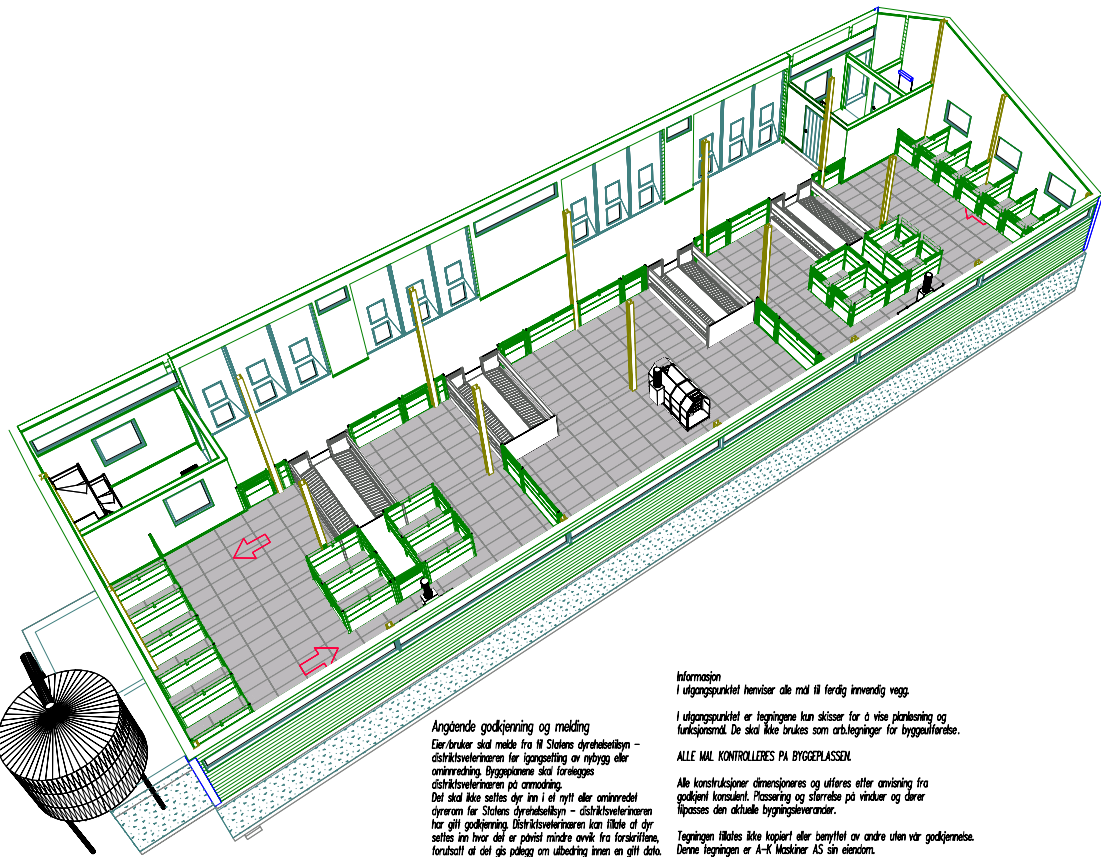 Angående godkjenning og melding
Eier/bruker skal melde fra til Statens dyrehelsetilsyn –
distriktsveterinæren før igangsetting av nybygg eller
ominnredning. Byggeplanene skal forelegges
distriktsveterinæren på anmodning.
Det skal ikke settes dyr inn i et nytt eller ominnredet
dyrerom før Statens dyrehelsetilsyn – distriktsveterinæren
har gitt godkjenning. Distriktsveterinæren kan tillate at dyr
settes inn hvor det er påvist mindre avvik fra forskriftene,
forutsatt at det gis pålegg om utbedring innen en gitt dato.
Informasjon
I utgangspunktet henviser alle mål til ferdig innvendig vegg.
I utgangspunktet er tegningene kun skisser for å vise planløsning og
funksjonsmål. De skal ikke brukes som arb.tegninger for byggeutførelse.
ALLE MÅL KONTROLLERES PÅ BYGGEPLASSEN.
Alle konstruksjoner dimensjoneres og utføres etter anvisning fra
godkjent konsulent. Plassering og størrelse på vinduer og dører
tilpasses den aktuelle bygningsleverandør.
Tegningen tillates ikke kopiert eller benyttet av andre uten vår godkjennelse.
Denne tegningen er A–K Maskiner AS sin eiendom.